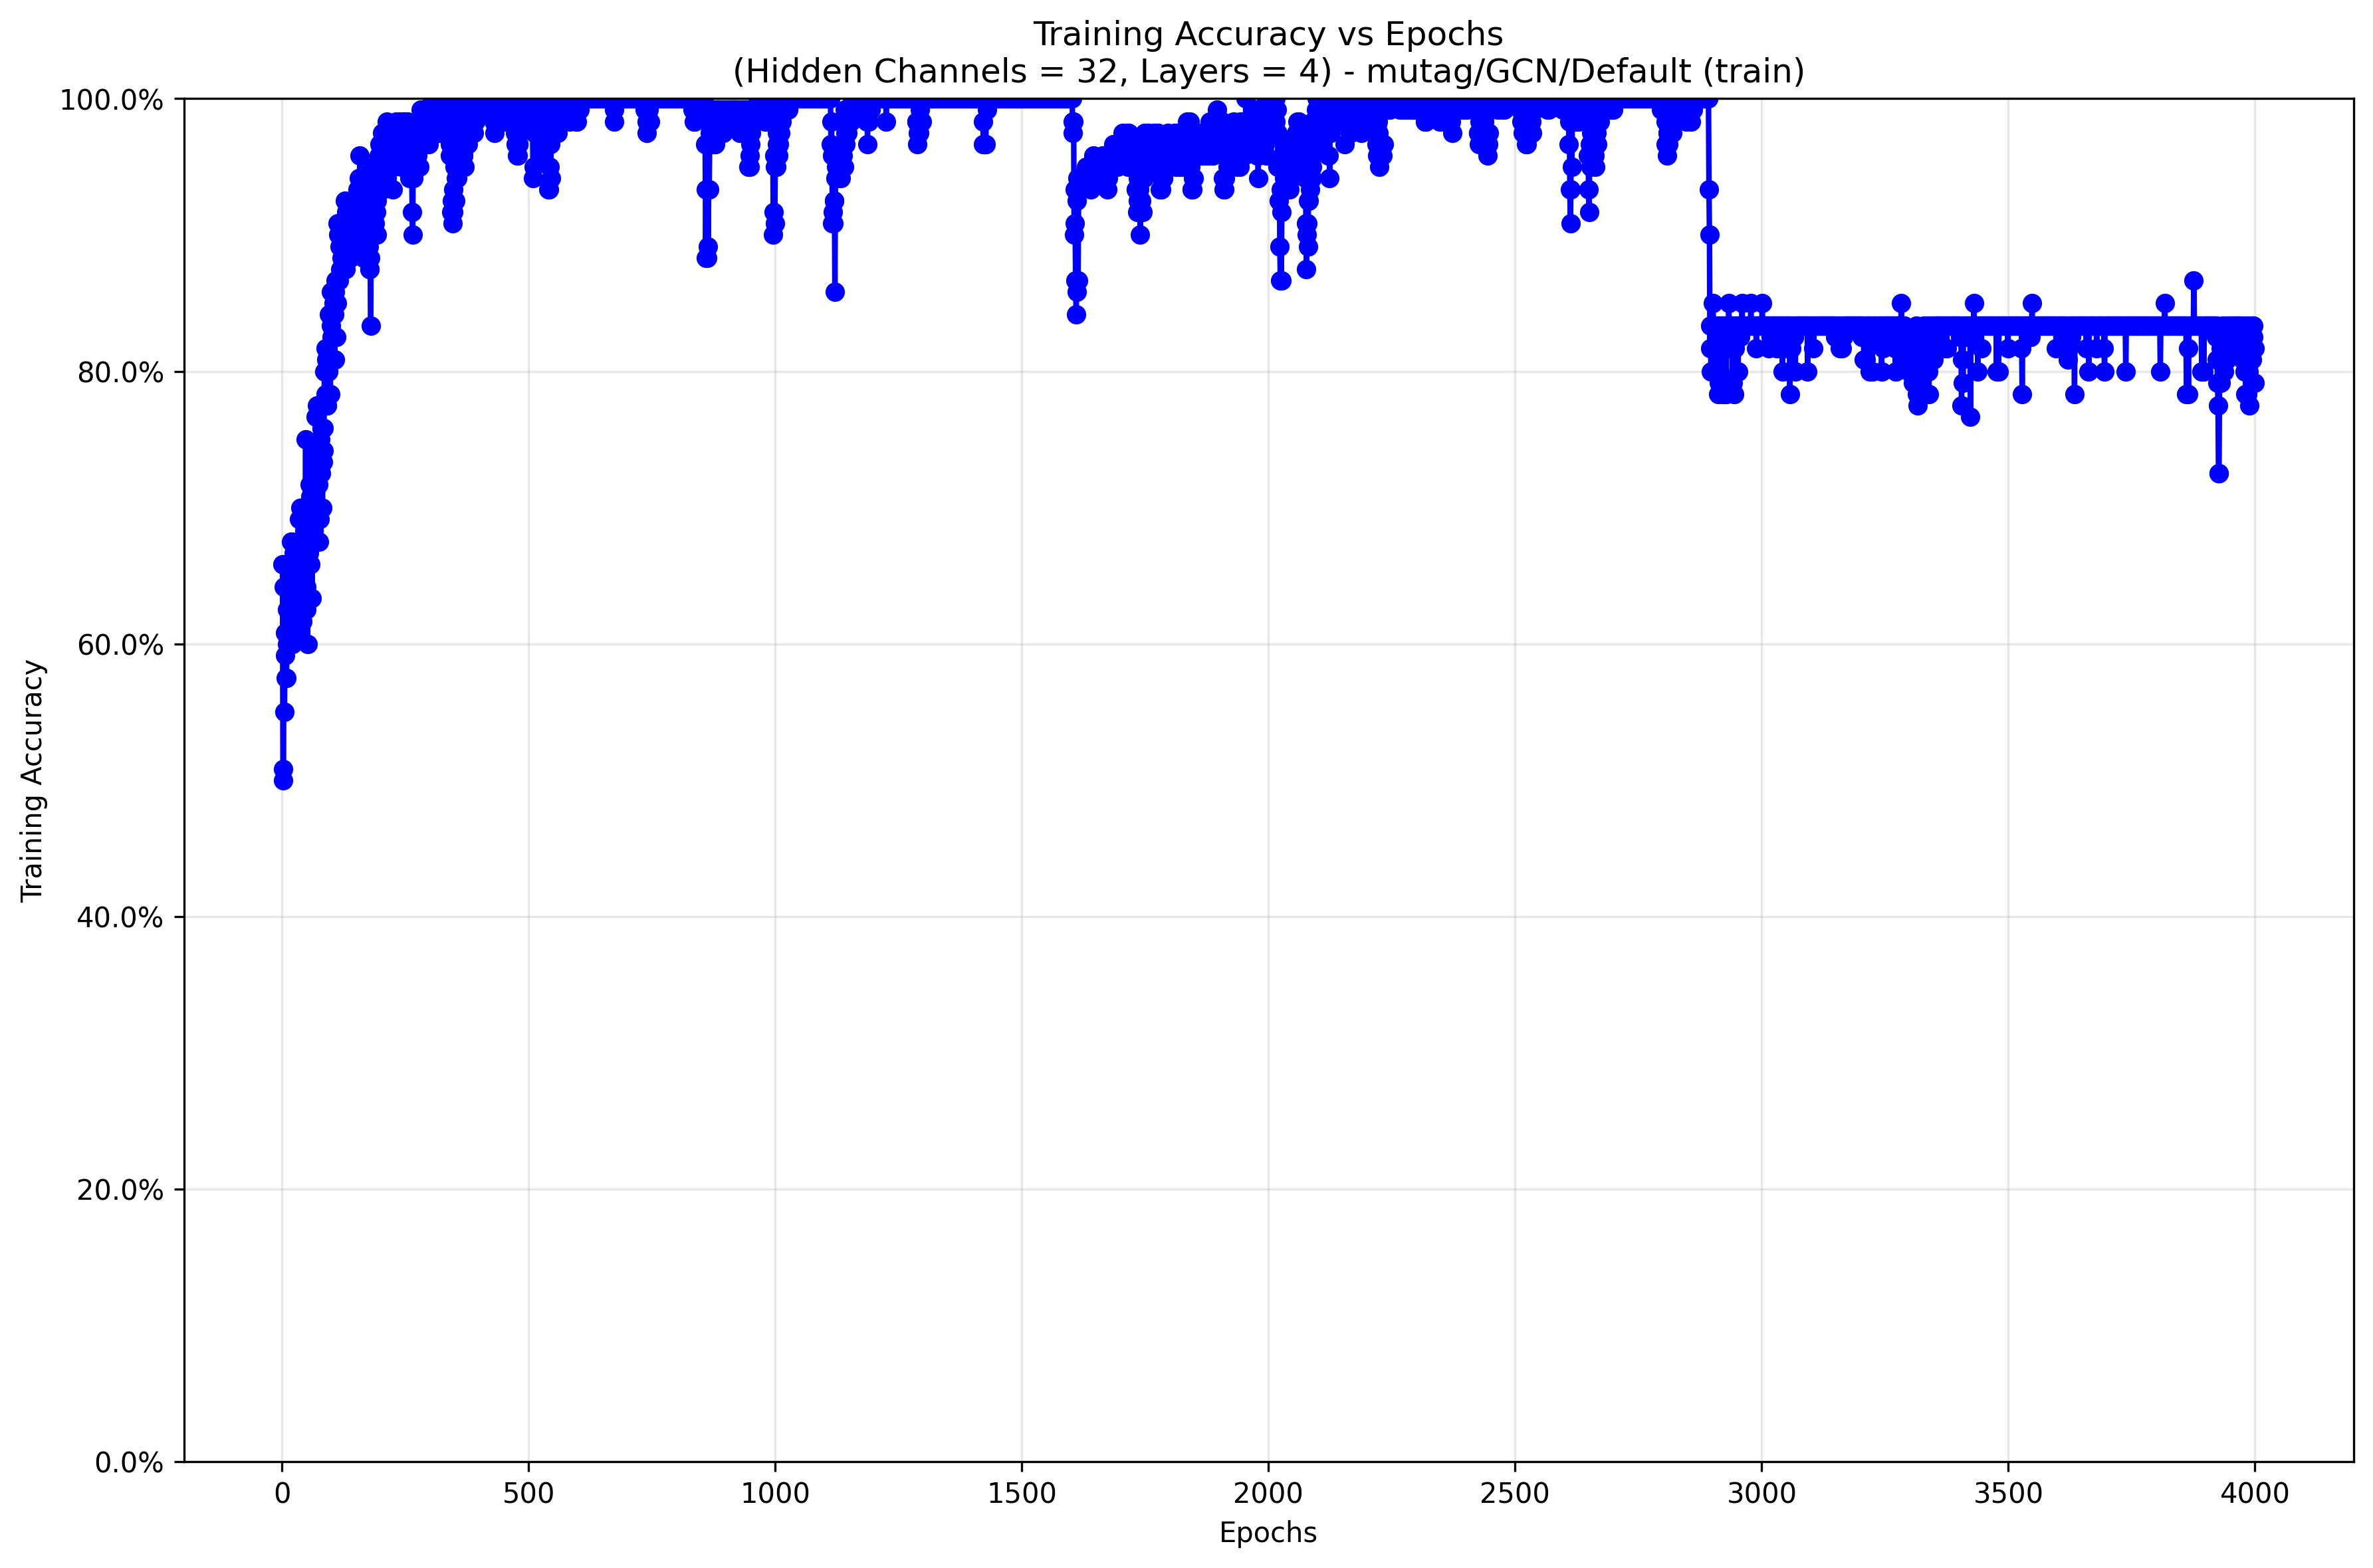 Training Accuracy vs Epochs
(Hidden Channels = 32, Layers = 4) - mutag/GCN/Default (train)
100.0%
80.0%
60.0%
40.0%
20.0%
0.0%
Training Accuracy
0 500 1000 1500 2000 2500 3000 3500 4000
Epochs